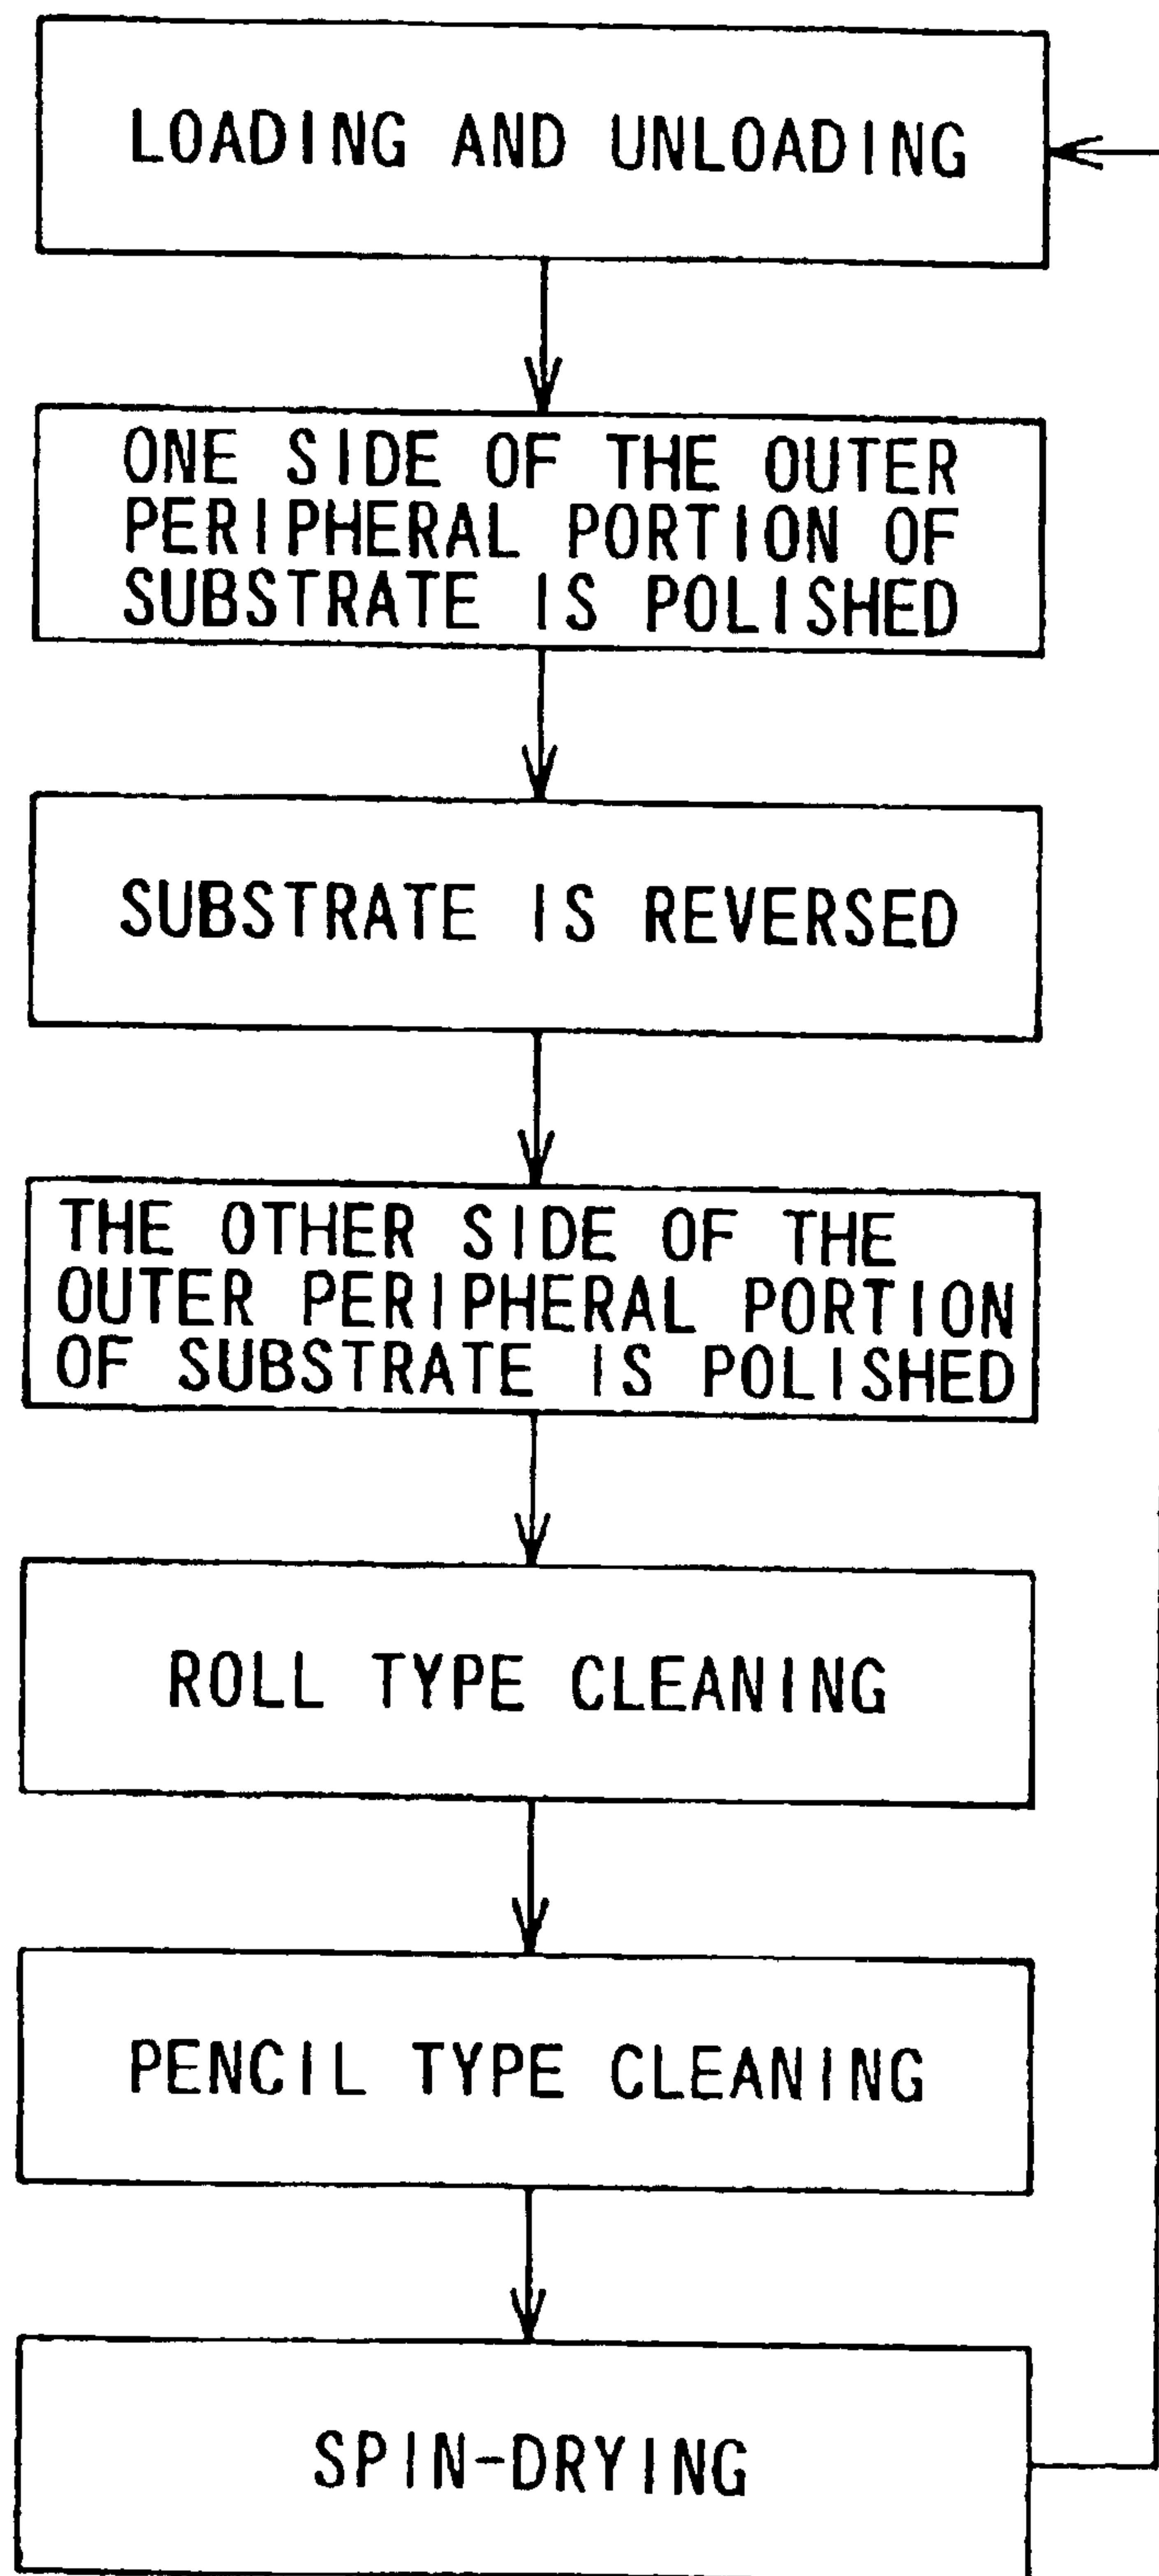 LOADING AND UNLOADING
ONE SIDE OF THE OUTER
PERIPHERAL PORTION OF
SUBSTRATE IS POLISHED
SUBSTRATE IS REVERSED
THE OTHER SIDE OF THE
OUTER PERIPHERAL PORTION
OF SUBSTRATE IS POLISHED
ROLL TYPE CLEANING
PENCIL TYPE CLEANING
SPIN-DRYING